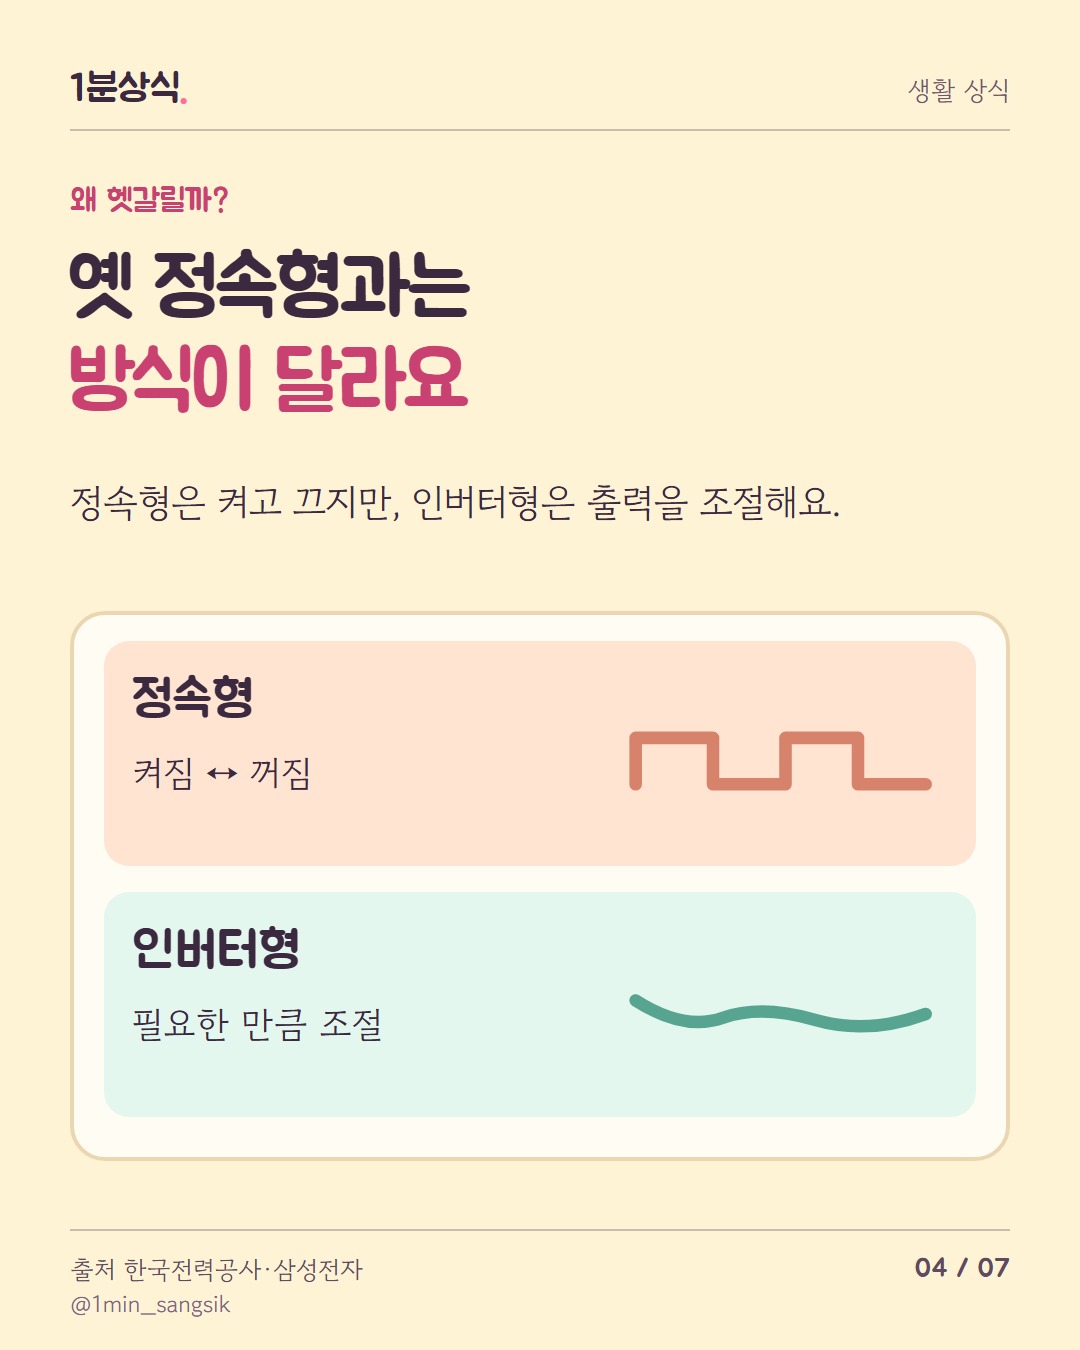 1분상식.
생활 상식
왜 헷갈릴까?
옛 정속형과는
방식이 달라요
정속형은 켜고 끄지만, 인버터형은 출력을 조절해요.
정속형
켜짐 ↔ 꺼짐
인버터형
필요한 만큼 조절
출처 한국전력공사·삼성전자
04 / 07
@1min_sangsik